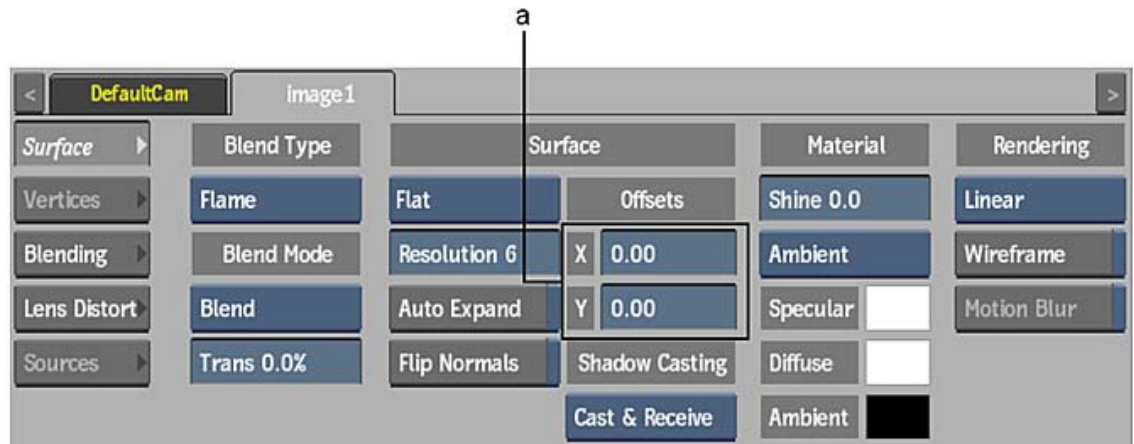 a
< DefaultCam image1 >
Surface Blend Type Surface Material Rendering
Vertices Flame Flat Offsets Shine 0.0 Linear
Blending Blend Mode Resolution 6 X 0.00 Ambient Wireframe
Lens Distort Blend Auto Expand Y 0.00 Specular Motion Blur
Sources Trans 0.0% Flip Normals Shadow Casting Diffuse
Cast & Receive Ambient